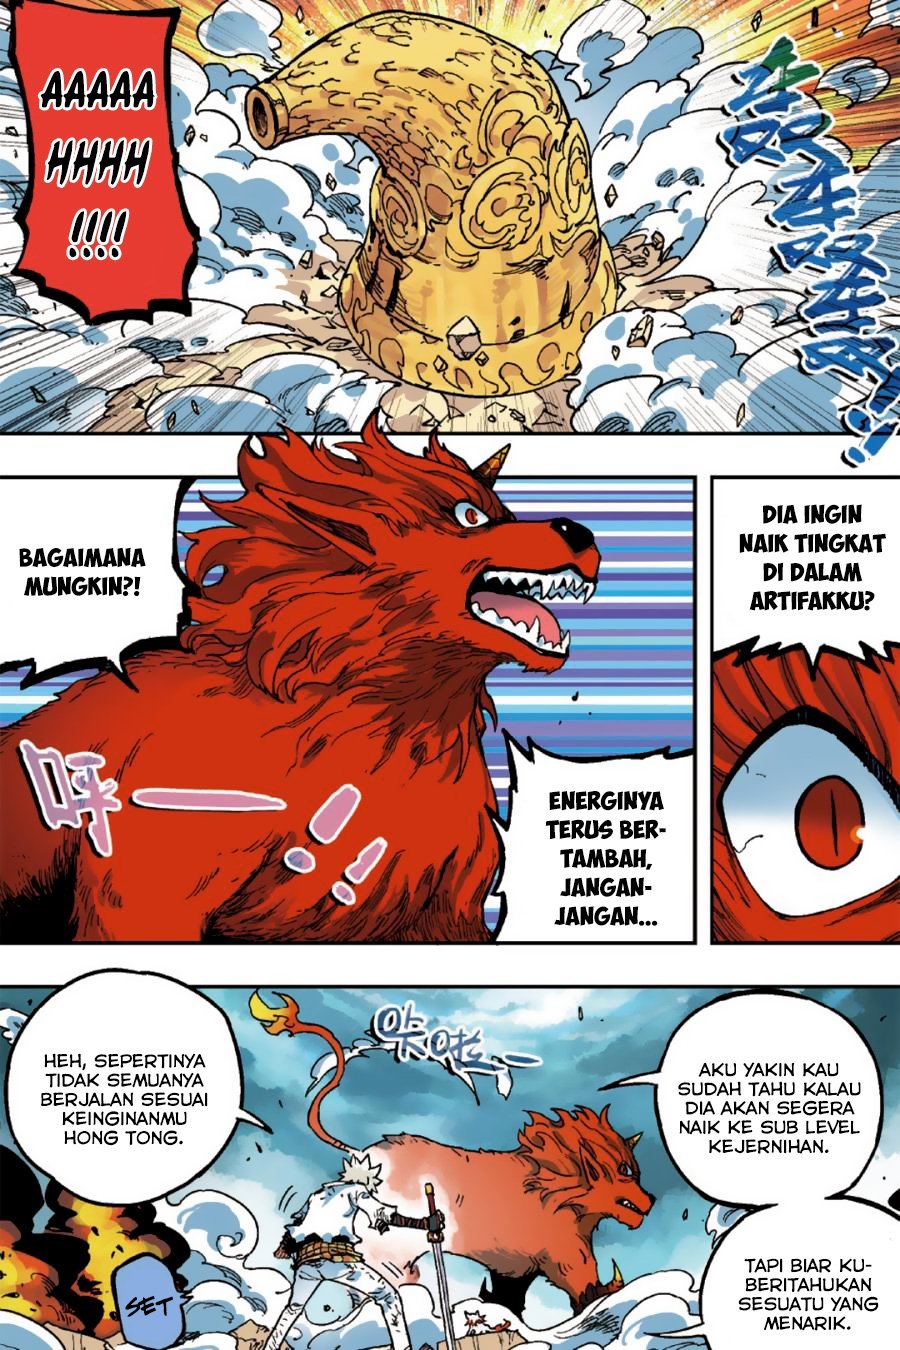 AAAAA
HHHH
!!!!
BAGAIMANA
MUNGKIN?!
ENERGINYA
TERUS BER-
TAMBAH,
JANGAN-
JANGAN...
DIA INGIN
NAIK TINGKAT
DI DALAM
ARTIFAKKU?
呼—!!
HEH, SEPERTINYA
TIDAK SEMUANYA
BERJALAN SESUAI
KEINGINANMU
HONG TONG.
咔啦—
AKU YAKIN KAU
SUDAH TAHU KALAU
DIA AKAN SEGERA
NAIK KE SUB LEVEL
KEJERNIHAN.
TAPI BIAR KU-
BERITAHUKAN
SESUATU YANG
MENARIK.
SET